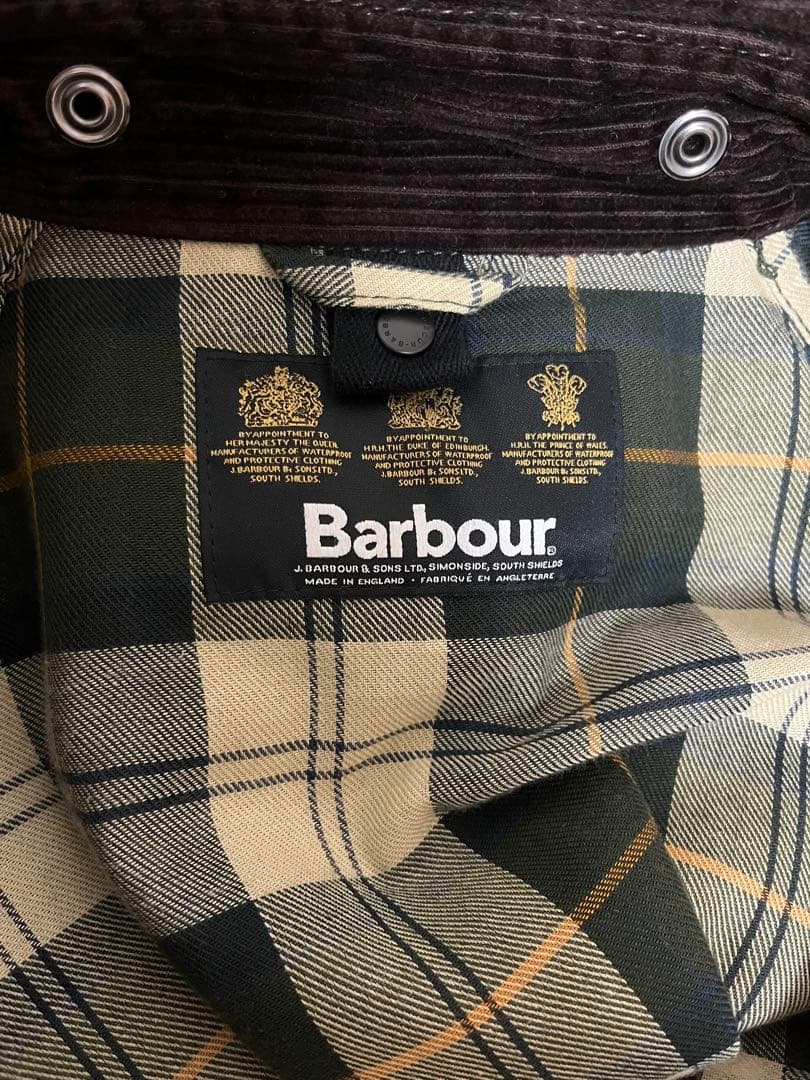 BY APPOINTMENT TO
HER MAJESTY THE QUEEN.
MANUFACTURERS OF WATERPROOF
AND PROTECTIVE CLOTHING
J. BARBOUR & SONS LTD,
SOUTH SHIELDS.
BY APPOINTMENT TO
H.R.H. THE DUKE OF EDINBURGH.
MANUFACTURERS OF WATERPROOF
AND PROTECTIVE CLOTHING
J. BARBOUR & SONS LTD,
SOUTH SHIELDS.
BY APPOINTMENT TO
H.R.H. THE PRINCE OF WALES.
MANUFACTURERS OF WATERPROOF
AND PROTECTIVE CLOTHING
J. BARBOUR & SONS LTD,
SOUTH SHIELDS.
Barbour®
J. BARBOUR & SONS LTD, SIMONSIDE, SOUTH SHIELDS
MADE IN ENGLAND · FABRIQUÉ EN ANGLETERRE